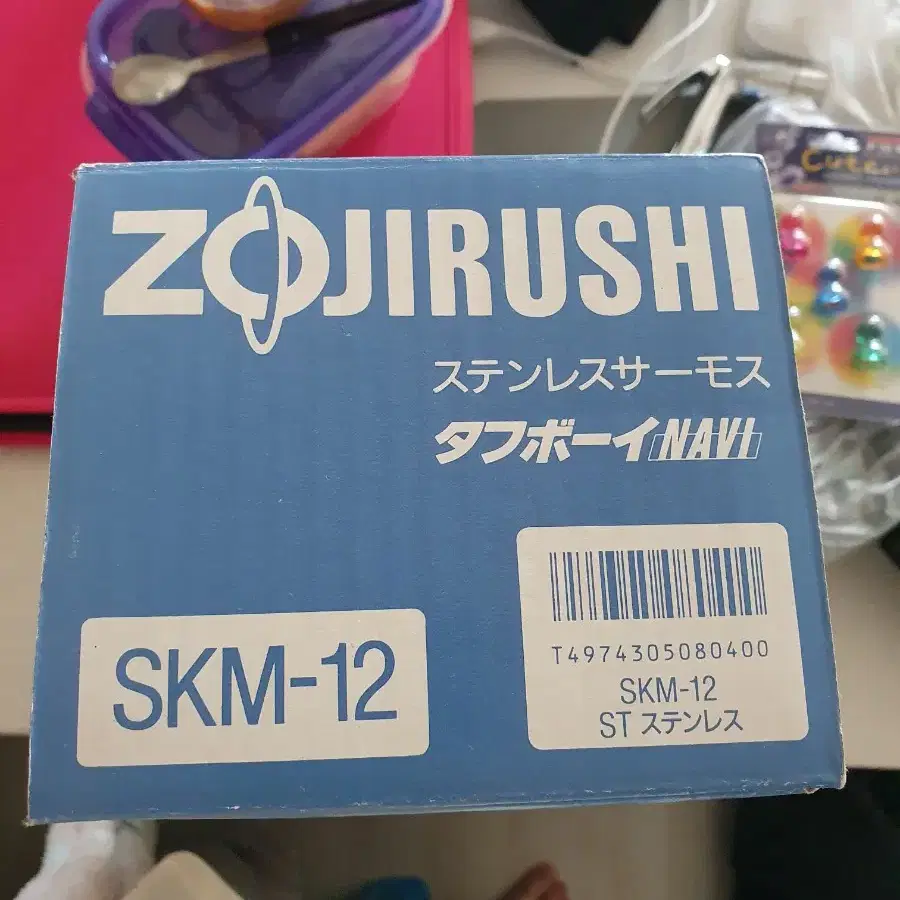 ZOJIRUSHI
ステンレスサーモス
タフボーイNAVI
T4974305080400
SKM-12
ST ステンレス
SKM-12